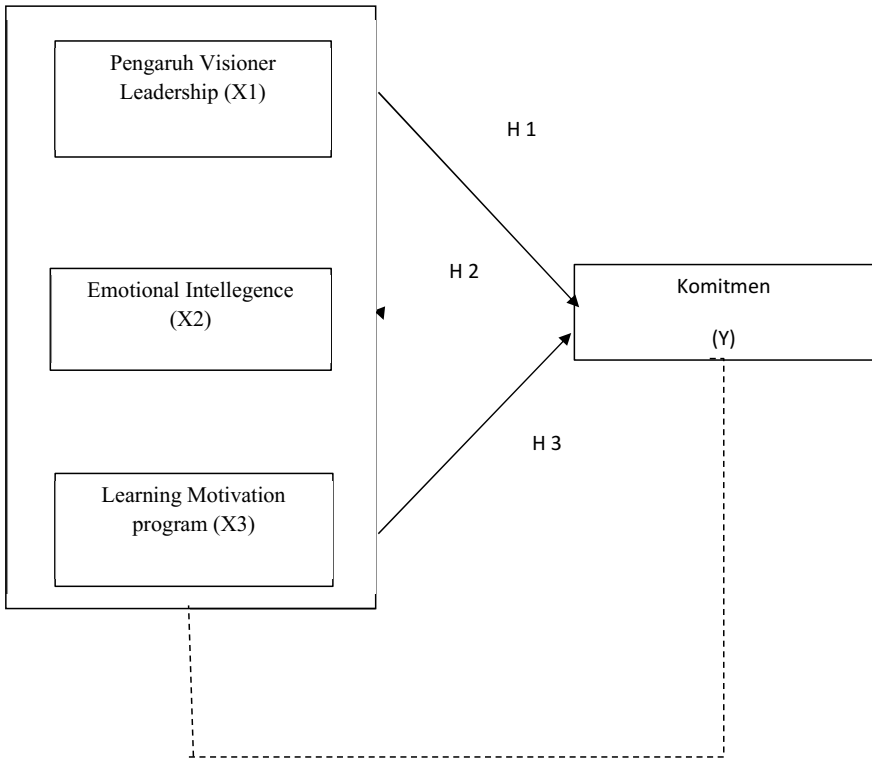 Pengaruh Visioner
Leadership (X1)
H 1
H 2
Emotional Intellegence
(X2)
Komitmen
(Y)
H 3
Learning Motivation
program (X3)